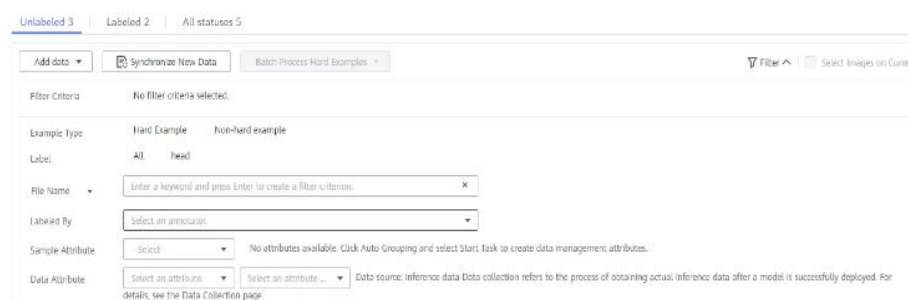 Unlabeled 3 Labeled 2 All statuses 5
Add data Synchronize New Data Batch Process Hard Examples Filter Select Images on Curre
Filter Criteria No filter criteria selected.
Example Type Hard Example Non-hard example
Label All head
File Name Enter a keyword and press Enter to create a filter criterion.
Labeled By Select an annotator.
Sample Attribute --Select-- No attributes available. Click Auto Grouping and select Start Task to create data management attributes.
Data Attribute Select an attribute. Select an attribute ... Data source: Inference data Data collection refers to the process of obtaining actual inference data after a model is successfully deployed. For
details, see the Data Collection page.